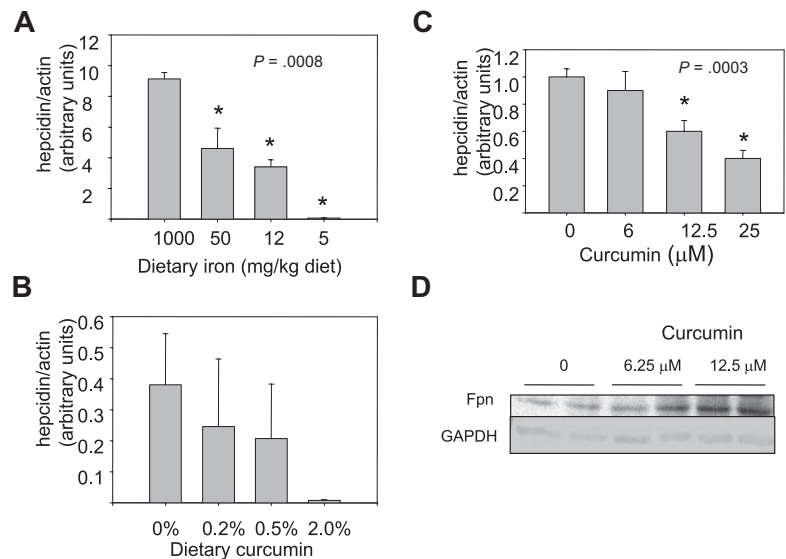 A
hepcidin/actin
(arbitrary units)
12
10
8
6
4
2
P = .0008
*
*
*
1000 50 12 5
Dietary iron (mg/kg diet)
B
hepcidin/actin
(arbitrary units)
0.6
0.5
0.4
0.3
0.2
0.1
0% 0.2% 0.5% 2.0%
Dietary curcumin
C
hepcidin/actin
(arbitrary units)
1.2
1.0
0.8
0.6
0.4
0.2
P = .0003
*
*
0 6 12.5 25
Curcumin (μM)
D
Curcumin
0 6.25 μM 12.5 μM
Fpn
GAPDH